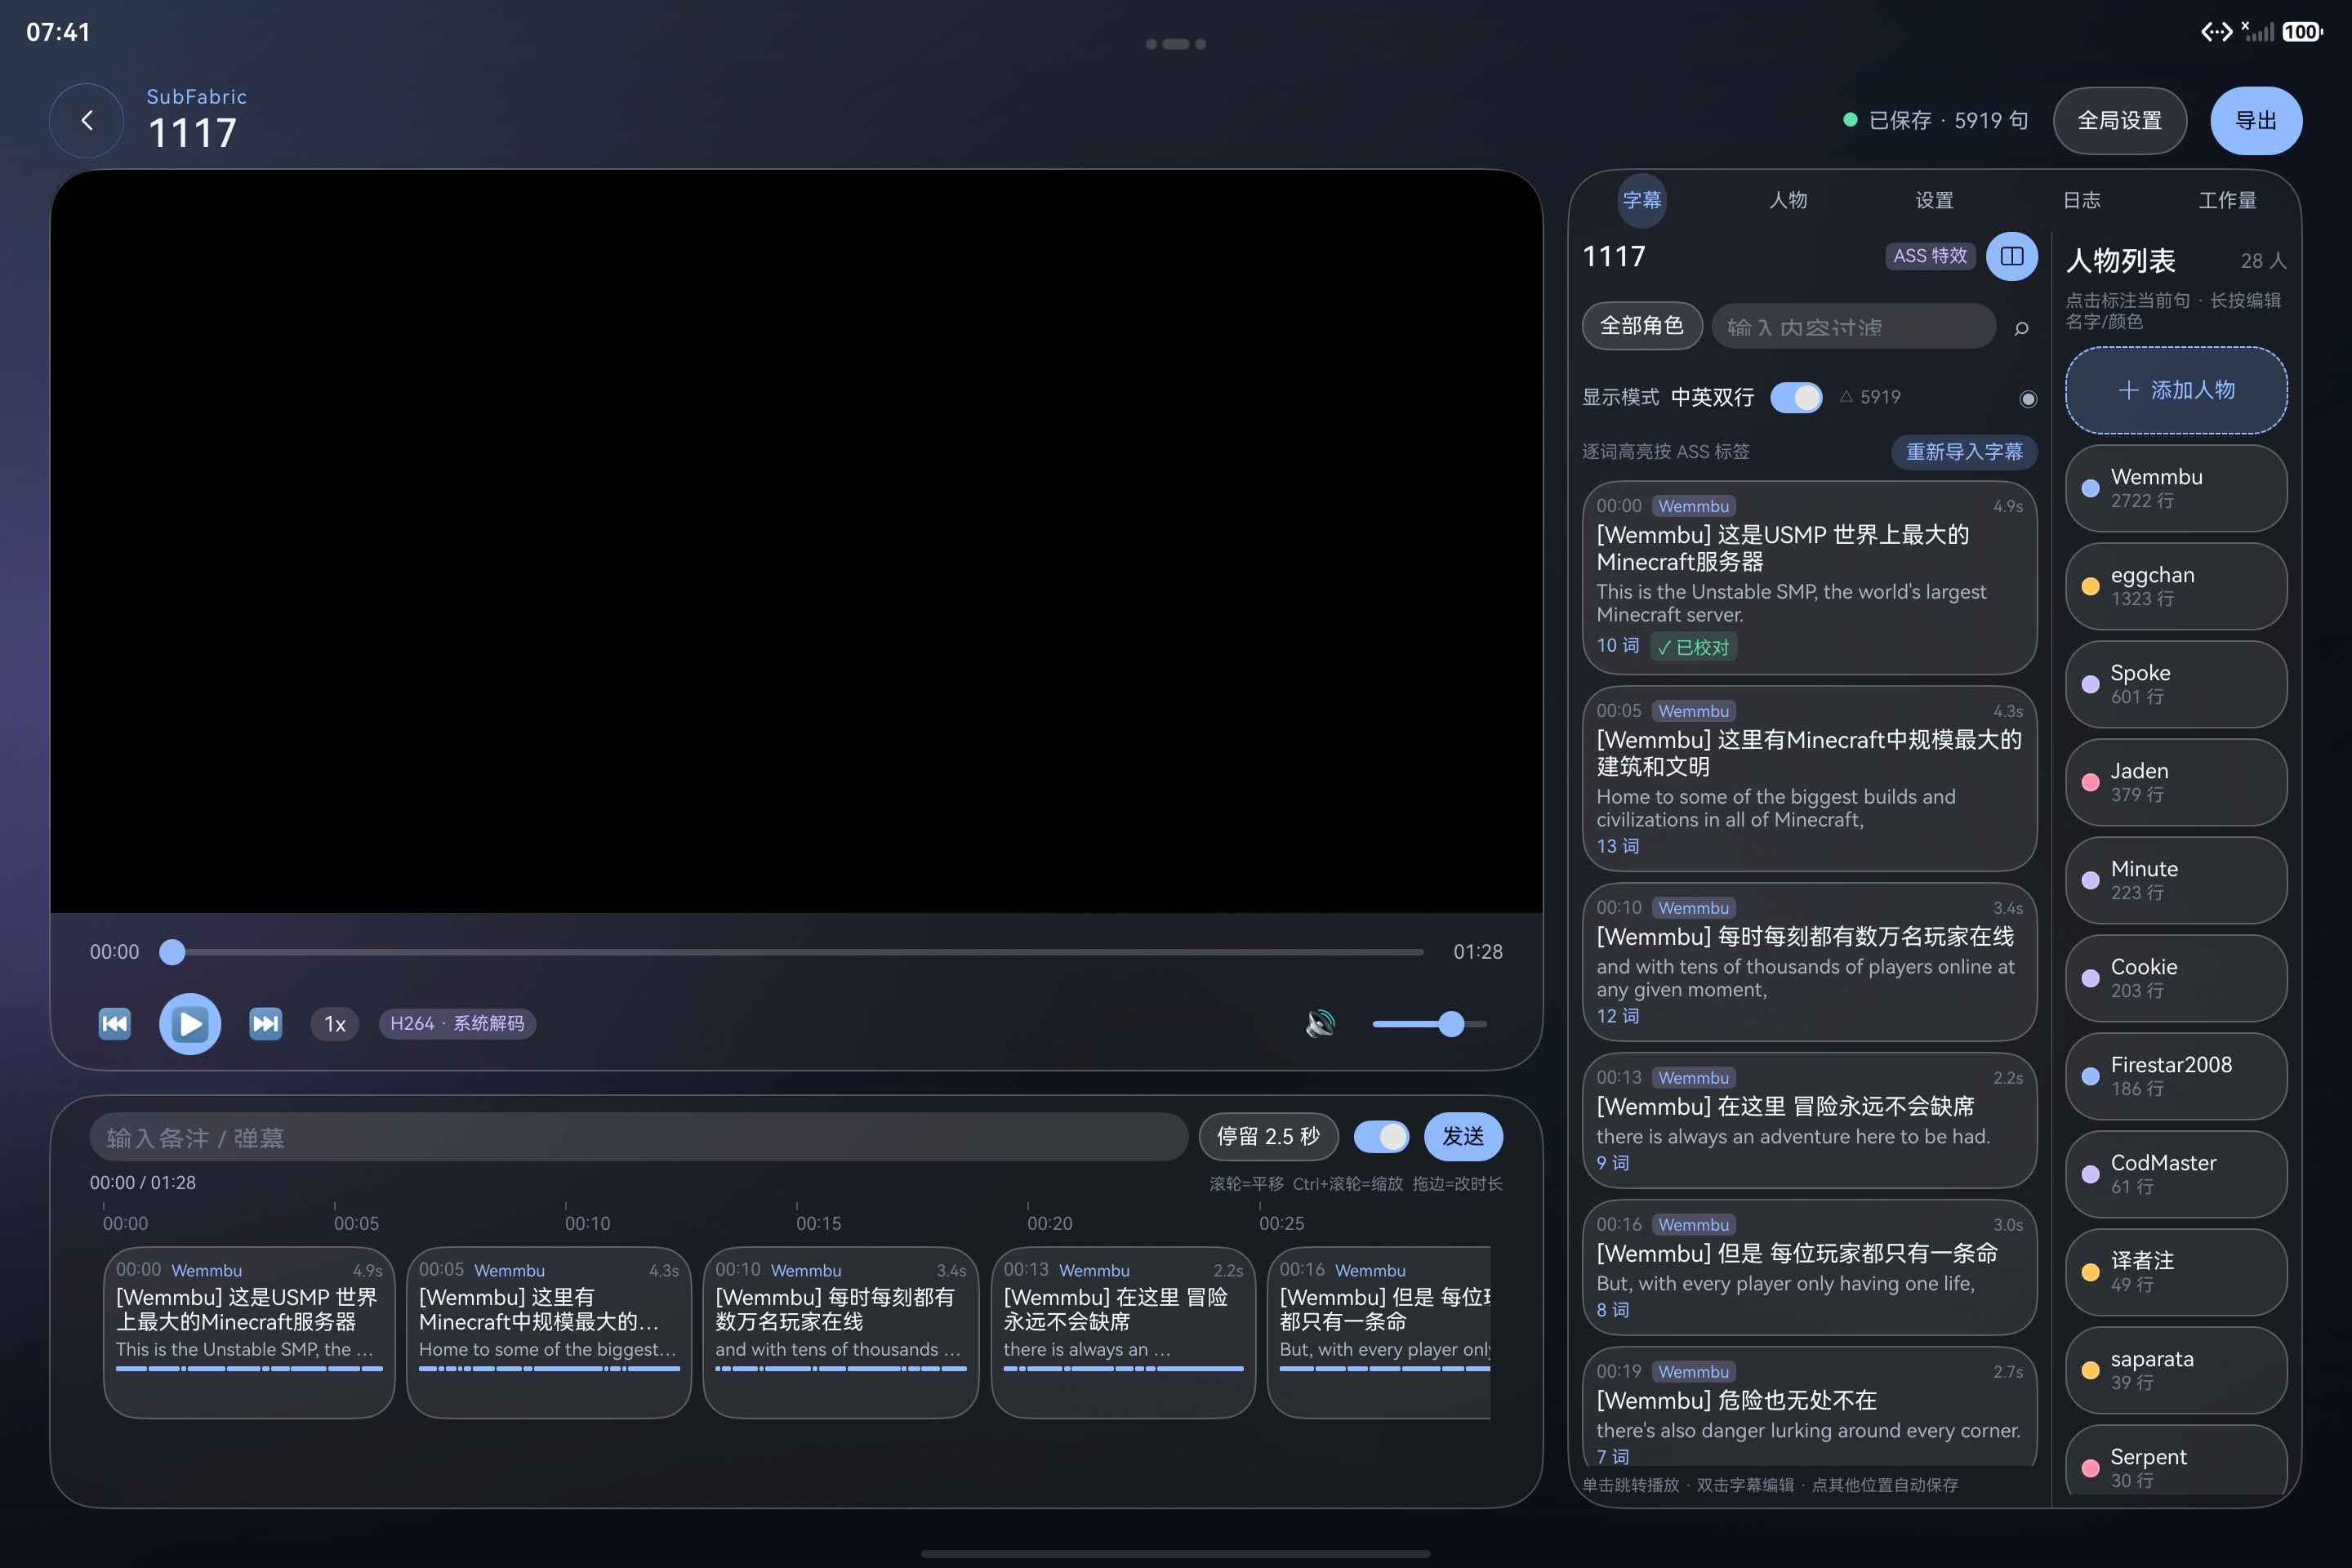 07:41
100
SubFabric
1117
已保存 · 5919 句
全局设置
导出
00:00
01:28
1x
H264 · 系统解码
输入备注 / 弹幕
停留 2.5 秒
发送
00:00 / 01:28
滚轮=平移 Ctrl+滚轮=缩放 拖边=改时长
00:00
00:05
00:10
00:15
00:20
00:25
00:00 Wemmbu 4.9s
[Wemmbu] 这是USMP 世界
上最大的Minecraft服务器
This is the Unstable SMP, the …
00:05 Wemmbu 4.3s
[Wemmbu] 这里有
Minecraft中规模最大的…
Home to some of the biggest…
00:10 Wemmbu 3.4s
[Wemmbu] 每时每刻都有
数万名玩家在线
and with tens of thousands …
00:13 Wemmbu 2.2s
[Wemmbu] 在这里 冒险
永远不会缺席
there is always an …
00:16 Wemmbu
[Wemmbu] 但是 每位
都只有一条命
But, with every player only
字幕
人物
设置
日志
工作量
1117
ASS 特效
全部角色
输入内容过滤
显示模式 中英双行
△ 5919
逐词高亮按 ASS 标签
重新导入字幕
00:00 Wemmbu 4.9s
[Wemmbu] 这是USMP 世界上最大的
Minecraft服务器
This is the Unstable SMP, the world's largest
Minecraft server.
10 词 ✓ 已校对
00:05 Wemmbu 4.3s
[Wemmbu] 这里有Minecraft中规模最大的
建筑和文明
Home to some of the biggest builds and
civilizations in all of Minecraft,
13 词
00:10 Wemmbu 3.4s
[Wemmbu] 每时每刻都有数万名玩家在线
and with tens of thousands of players online at
any given moment,
12 词
00:13 Wemmbu 2.2s
[Wemmbu] 在这里 冒险永远不会缺席
there is always an adventure here to be had.
9 词
00:16 Wemmbu 3.0s
[Wemmbu] 但是 每位玩家都只有一条命
But, with every player only having one life,
8 词
00:19 Wemmbu 2.7s
[Wemmbu] 危险也无处不在
there's also danger lurking around every corner.
7 词
单击跳转播放 · 双击字幕编辑 · 点其他位置自动保存
人物列表
28 人
点击标注当前句 · 长按编辑
名字/颜色
＋ 添加人物
Wemmbu
2722 行
eggchan
1323 行
Spoke
601 行
Jaden
379 行
Minute
223 行
Cookie
203 行
Firestar2008
186 行
CodMaster
61 行
译者注
49 行
saparata
39 行
Serpent
30 行